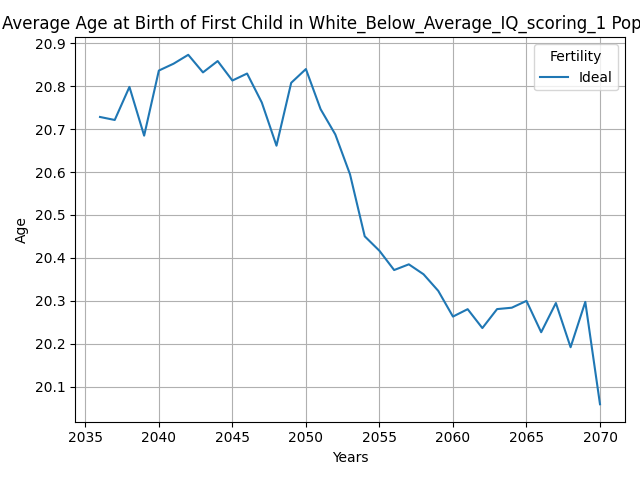 Average Age at Birth of First Child in White_Below_Average_IQ_scoring_1 Pop
20.9
20.8
20.7
20.6
20.5
20.4
20.3
20.2
20.1
Age
Fertility
Ideal
2035 2040 2045 2050 2055 2060 2065 2070
Years